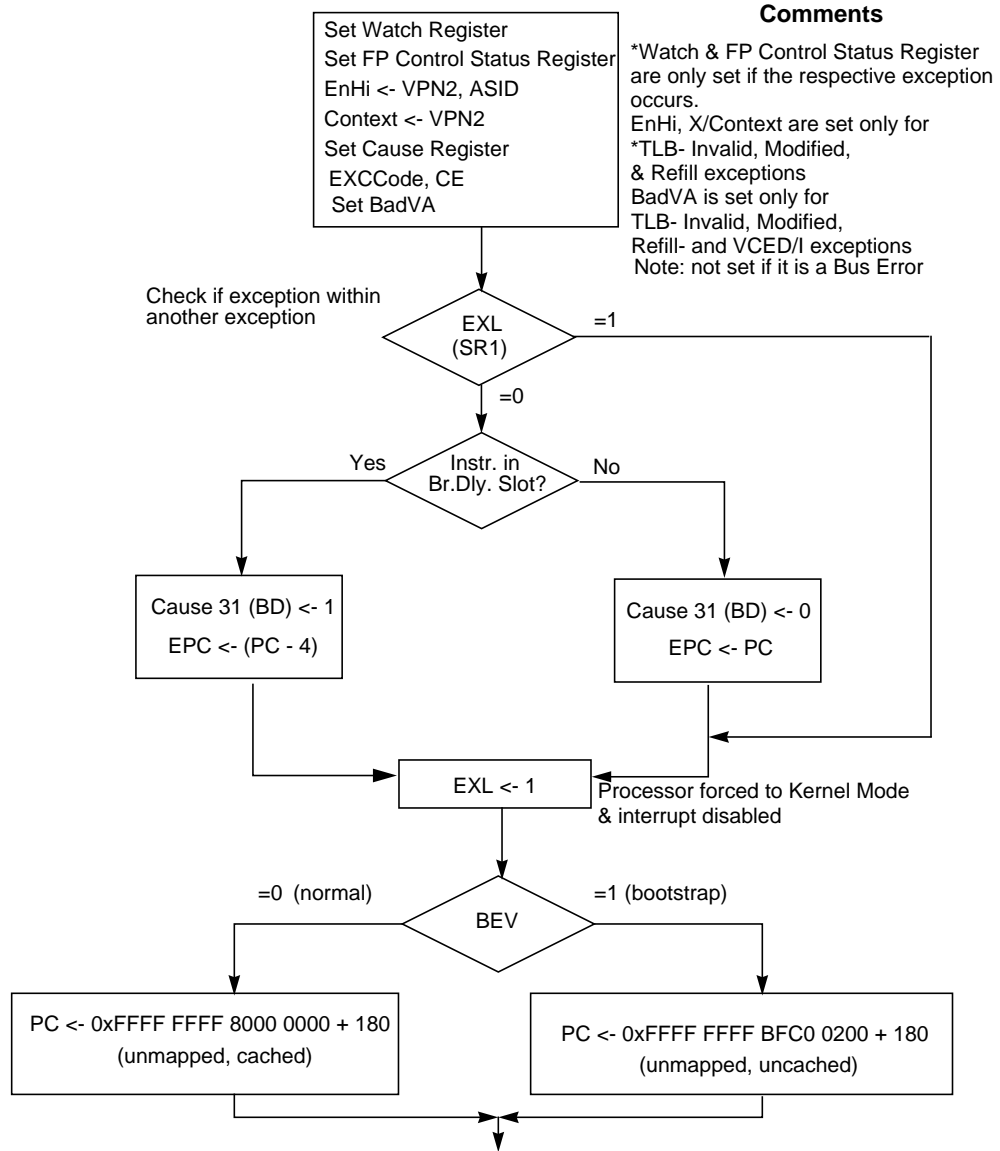 Comments
Set Watch Register
Set FP Control Status Register
EnHi <- VPN2, ASID
Context <- VPN2
Set Cause Register
EXCCode, CE
Set BadVA
*Watch & FP Control Status Register
are only set if the respective exception
occurs.
EnHi, X/Context are set only for
*TLB- Invalid, Modified,
& Refill exceptions
BadVA is set only for
TLB- Invalid, Modified,
Refill- and VCED/I exceptions
Note: not set if it is a Bus Error
Check if exception within
another exception
EXL
(SR1)
=1
=0
Yes
Instr. in
Br.Dly. Slot?
No
Cause 31 (BD) <- 1
EPC <- (PC - 4)
Cause 31 (BD) <- 0
EPC <- PC
EXL <- 1
Processor forced to Kernel Mode
& interrupt disabled
=0 (normal)
BEV
=1 (bootstrap)
PC <- 0xFFFF FFFF 8000 0000 + 180
(unmapped, cached)
PC <- 0xFFFF FFFF BFC0 0200 + 180
(unmapped, uncached)